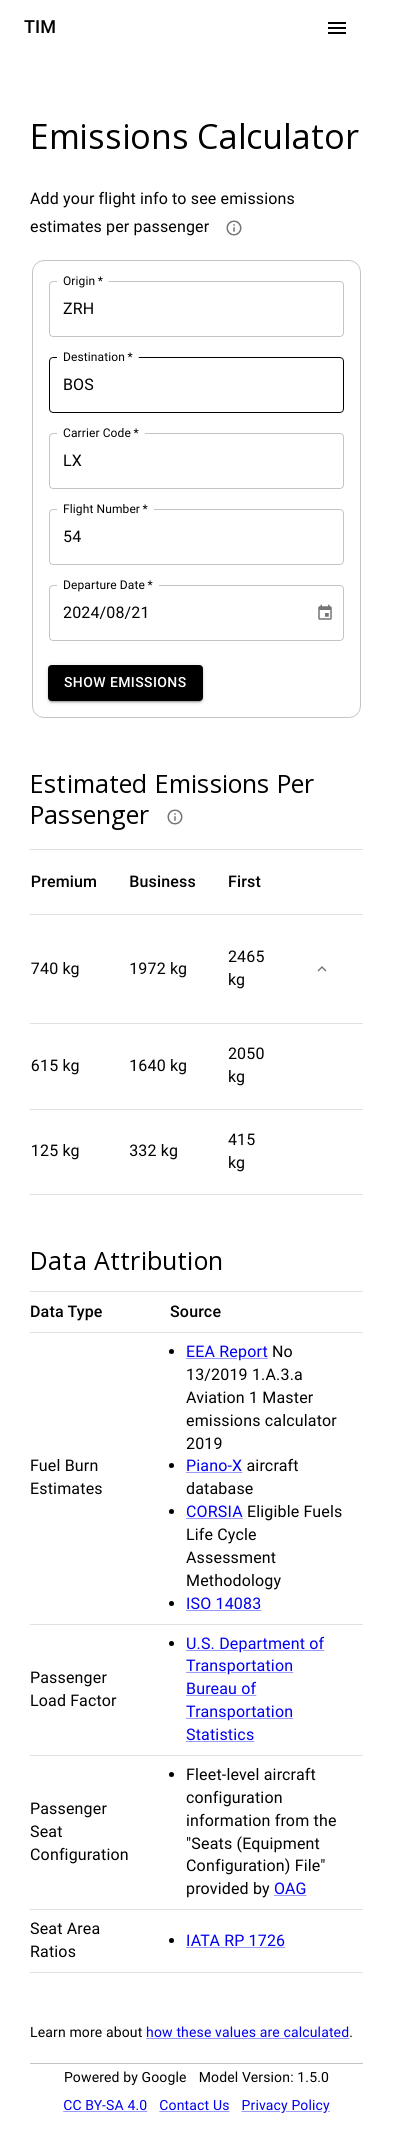 TIM
Emissions Calculator
Add your flight info to see emissions
estimates per passenger
Origin *
ZRH
Destination *
BOS
Carrier Code *
LX
Flight Number *
54
Departure Date *
2024/08/21
SHOW EMISSIONS
Estimated Emissions Per
Passenger
Premium Business First
740 kg 1972 kg 2465
kg
615 kg 1640 kg 2050
kg
125 kg 332 kg 415
kg
Data Attribution
Data Type Source
Fuel Burn
Estimates
• EEA Report No
13/2019 1.A.3.a
Aviation 1 Master
emissions calculator
2019
• Piano-X aircraft
database
• CORSIA Eligible Fuels
Life Cycle
Assessment
Methodology
• ISO 14083
Passenger
Load Factor
• U.S. Department of
Transportation
Bureau of
Transportation
Statistics
Passenger
Seat
Configuration
• Fleet-level aircraft
configuration
information from the
"Seats (Equipment
Configuration) File"
provided by OAG
Seat Area
Ratios
• IATA RP 1726
Learn more about how these values are calculated.
Powered by Google Model Version: 1.5.0
CC BY-SA 4.0 Contact Us Privacy Policy